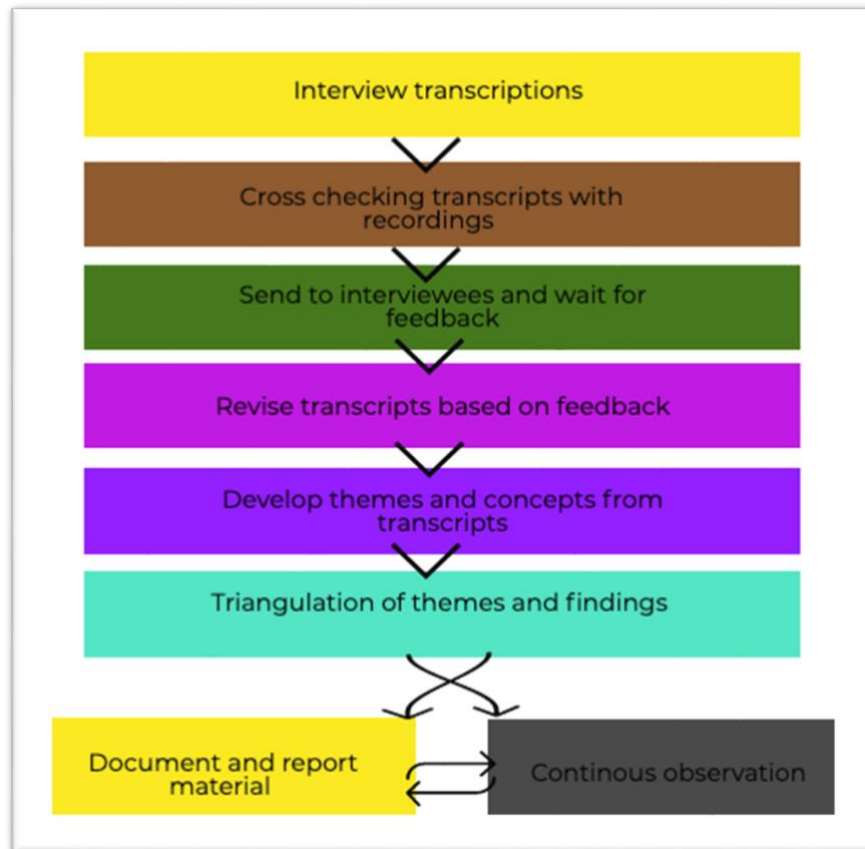 Interview transcriptions
Cross checking transcripts with
recordings
Send to interviewees and wait for
feedback
Revise transcripts based on feedback
Develop themes and concepts from
transcripts
Triangulation of themes and findings
Document and report
material
Continous observation